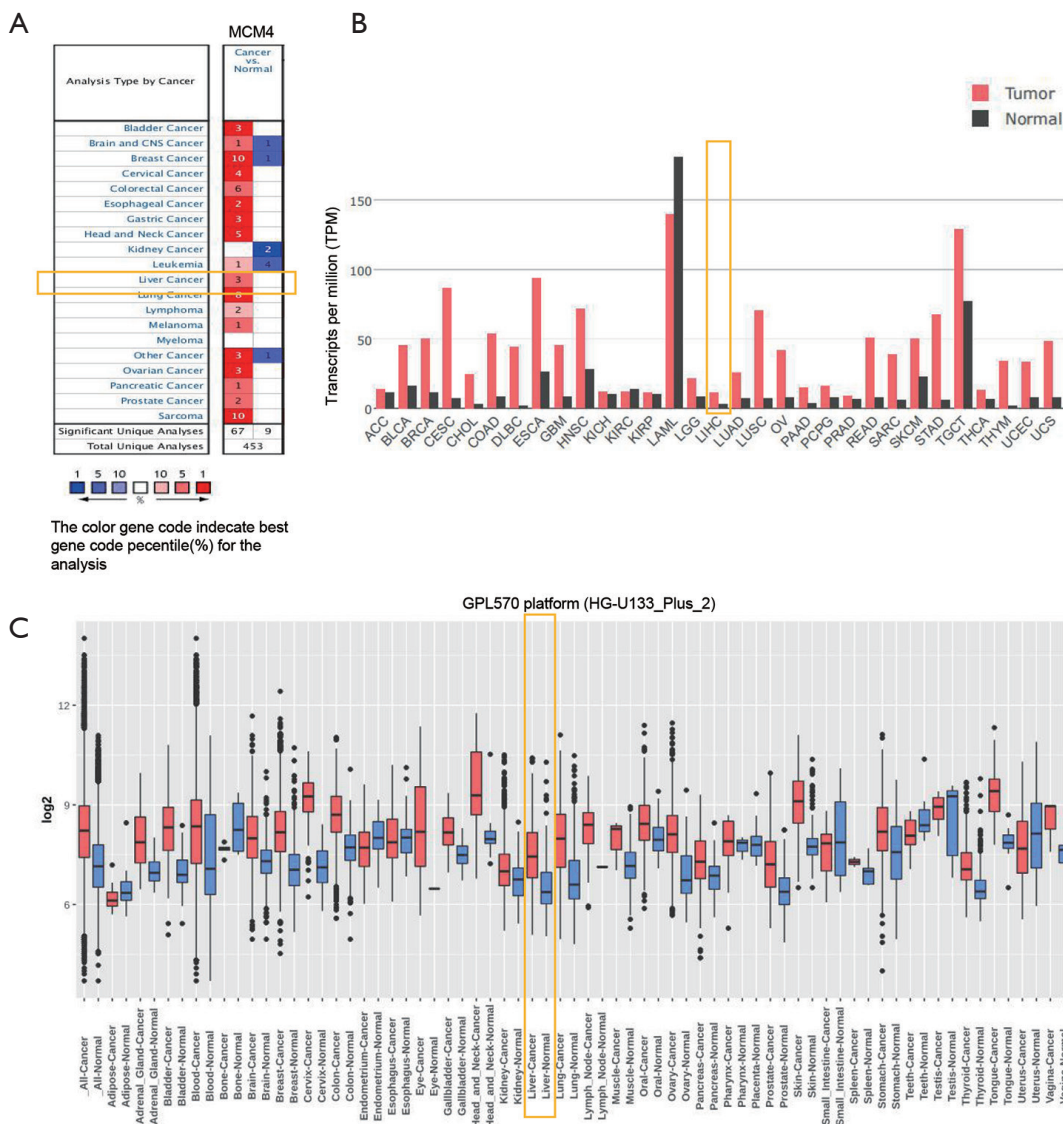 A
MCM4
Analysis Type by Cancer
Cancer
vs.
Normal
Bladder Cancer 3
Brain and CNS Cancer 1 1
Breast Cancer 10 1
Cervical Cancer 4
Colorectal Cancer 6
Esophageal Cancer 2
Gastric Cancer 3
Head and Neck Cancer 5
Kidney Cancer 2
Leukemia 1 4
Liver Cancer 3
Lung Cancer
Lymphoma 2
Melanoma 1
Myeloma
Other Cancer 3 1
Ovarian Cancer 3
Pancreatic Cancer 1
Prostate Cancer 2
Sarcoma 10
Significant Unique Analyses 67 9
Total Unique Analyses 453
1 5 10 10 5 1
%
The color gene code indecate best
gene code pecentile(%) for the
analysis
B
Tumor
Normal
Transcripts per million (TPM)
150
100
50
0
ACC
BLCA
BRCA
CESC
CHOL
COAD
DLBC
ESCA
GBM
HNSC
KICH
KIRC
KIRP
LAML
LGG
LIHC
LUAD
LUSC
OV
PAAD
PCPG
PRAD
READ
SARC
SKCM
STAD
TGCT
THCA
THYM
UCEC
UCS
C
GPL570 platform (HG-U133_Plus_2)
log2
12
9
6
_All-Cancer
_All-Normal
Adipose-Cancer
Adipose-Normal
Adrenal_Gland-Cancer
Adrenal_Gland-Normal
Bladder-Cancer
Bladder-Normal
Blood-Cancer
Blood-Normal
Bone-Cancer
Bone-Normal
Brain-Cancer
Brain-Normal
Breast-Cancer
Breast-Normal
Cervix-Cancer
Cervix-Normal
Colon-Cancer
Colon-Normal
Endometrium-Cancer
Endometrium-Normal
Esophagus-Cancer
Esophagus-Normal
Eye-Cancer
Eye-Normal
Gallbladder-Cancer
Gallbladder-Normal
Head_and_Neck-Cancer
Head_and_Neck-Normal
Kidney-Cancer
Kidney-Normal
Liver-Cancer
Liver-Normal
Lung-Cancer
Lung-Normal
Lymph_Node-Cancer
Lymph_Node-Normal
Muscle-Cancer
Muscle-Normal
Oral-Cancer
Oral-Normal
Ovary-Cancer
Ovary-Normal
Pancreas-Cancer
Pancreas-Normal
Pharynx-Cancer
Pharynx-Normal
Placenta-Normal
Prostate-Cancer
Prostate-Normal
Skin-Cancer
Skin-Normal
Small_Intestine-Cancer
Small_Intestine-Normal
Spleen-Cancer
Spleen-Normal
Stomach-Cancer
Stomach-Normal
Teeth-Cancer
Teeth-Normal
Testis-Cancer
Testis-Normal
Thyroid-Cancer
Thyroid-Normal
Tongue-Cancer
Tongue-Normal
Uterus-Cancer
Uterus-Normal
Vagina-Cancer